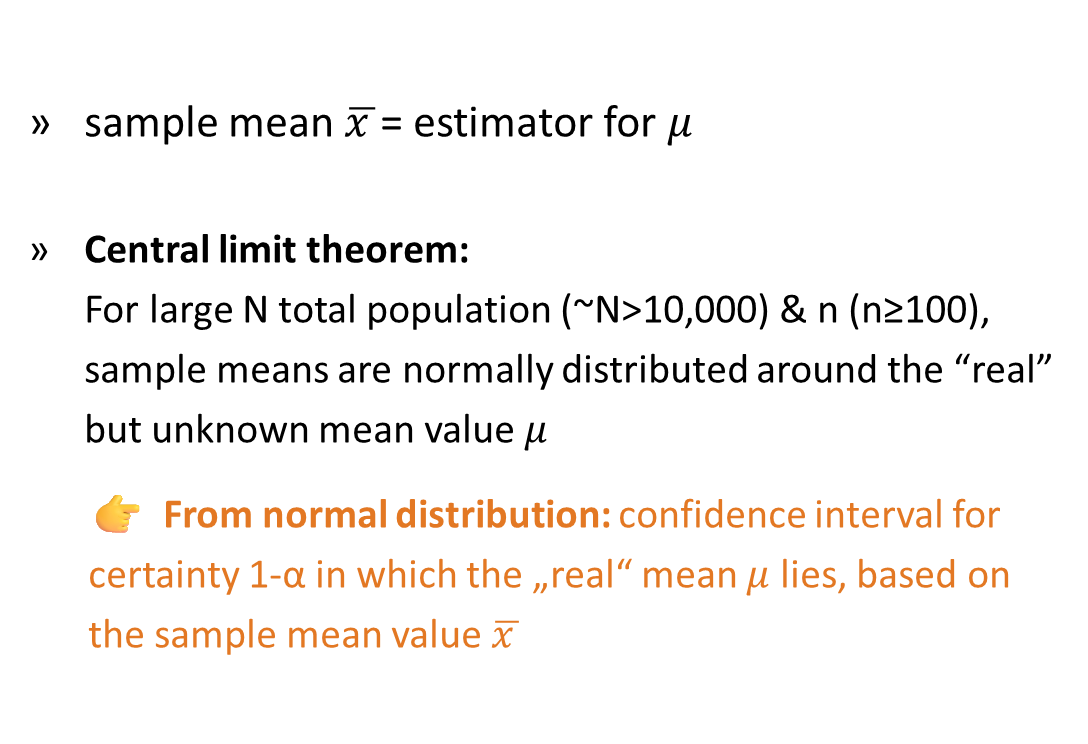 » sample mean x̅ = estimator for μ
» Central limit theorem:
For large N total population (~N>10,000) & n (n≥100),
sample means are normally distributed around the “real”
but unknown mean value μ
👉 From normal distribution: confidence interval for
certainty 1-α in which the „real“ mean μ lies, based on
the sample mean value x̅